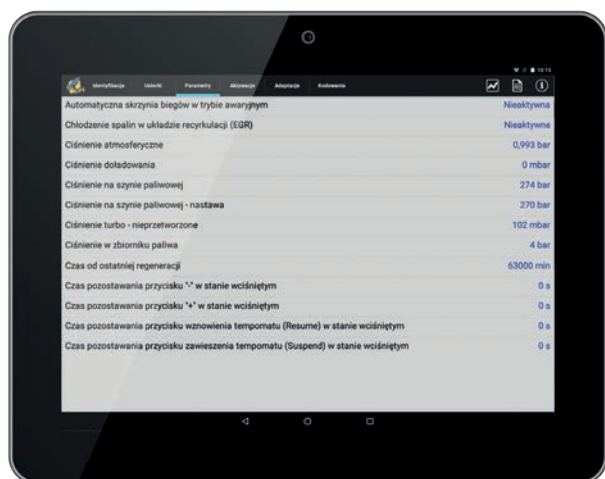 10:15
Identyfikacja Usterki Parametry Aktywacje Adaptacje Kodowania
Automatyczna skrzynia biegów w trybie awaryjnym Nieaktywna
Chłodzenie spalin w układzie recyrkulacji (EGR) Nieaktywna
Ciśnienie atmosferyczne 0,993 bar
Ciśnienie doładowania 0 mbar
Ciśnienie na szynie paliwowej 274 bar
Ciśnienie na szynie paliwowej - nastawa 270 bar
Ciśnienie turbo - nieprzetworzone 102 mbar
Ciśnienie w zbiorniku paliwa 4 bar
Czas od ostatniej regeneracji 63000 min
Czas pozostawania przycisku "-" w stanie wciśniętym 0 s
Czas pozostawania przycisku "+" w stanie wciśniętym 0 s
Czas pozostawania przycisku wznowienia tempomatu (Resume) w stanie wciśniętym 0 s
Czas pozostawania przycisku zawieszenia tempomatu (Suspend) w stanie wciśniętym 0 s